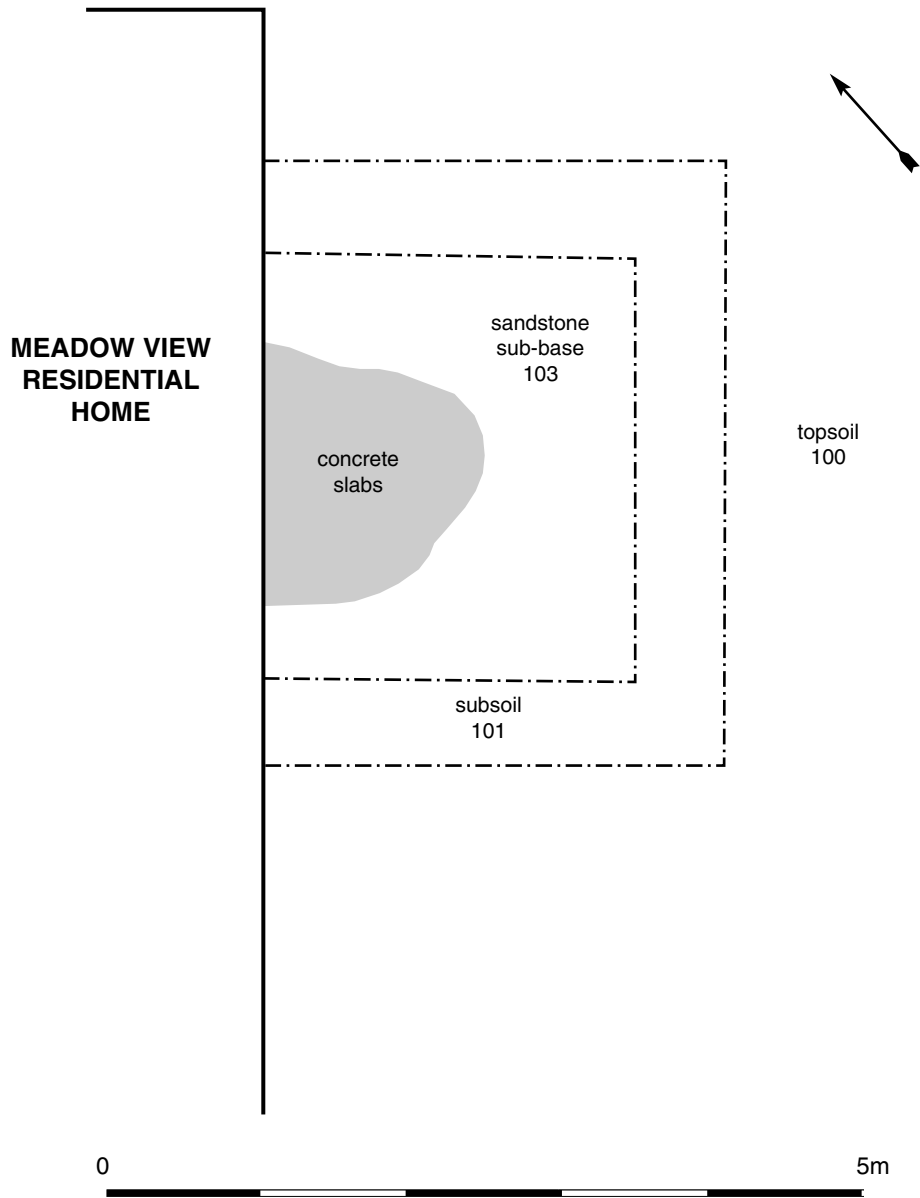 sandstone
sub-base
103
MEADOW VIEW
RESIDENTIAL
HOME
topsoil
100
concrete
slabs
subsoil
101
0
5m